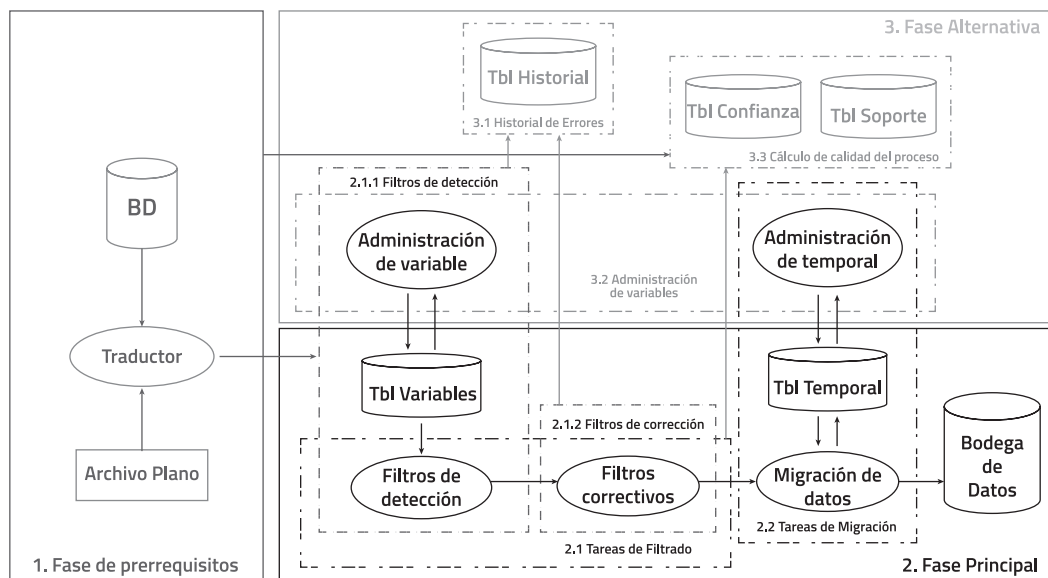 3. Fase Alternativa
Tbl Historial
3.1 Historial de Errores
Tbl Confianza
Tbl Soporte
3.3 Cálculo de calidad del proceso
2.1.1 Filtros de detección
BD
Administración
de variable
Administración
de temporal
3.2 Administración
de variables
Traductor
Tbl Variables
Tbl Temporal
2.1.2 Filtros de corrección
Archivo Plano
Filtros de
detección
Filtros
correctivos
Migración de
datos
Bodega
de
Datos
2.2 Tareas de Migración
2.1 Tareas de Filtrado
1. Fase de prerrequisitos
2. Fase Principal